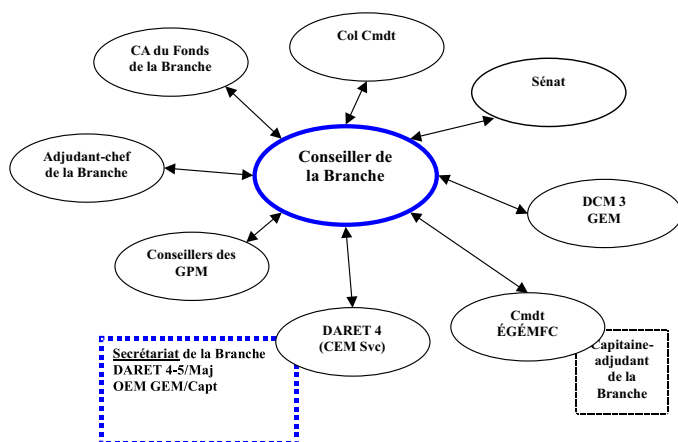 Col Cmdt
CA du Fonds
de la Branche
Sénat
Adjudant-chef
de la Branche
Conseiller de
la Branche
DCM 3
GEM
Conseillers des
GPM
DARET 4
(CEM Svc)
Cmdt
ÉGÉMFC
Secrétariat de la Branche
DARET 4-5/Maj
OEM GEM/Capt
Capitaine-
adjudant
de la
Branche